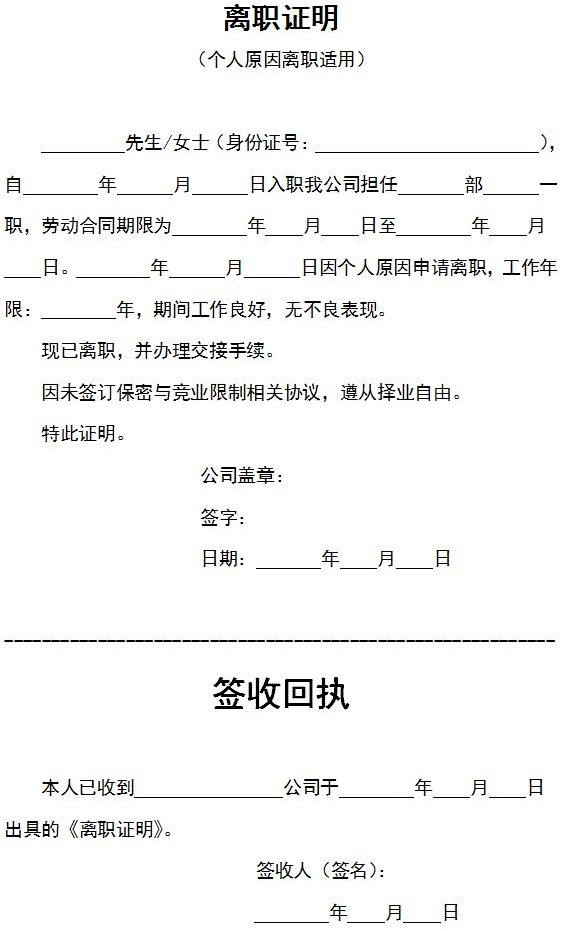 离职证明
（个人原因离职适用）
_________先生/女士（身份证号：________________________），
自________年______月______日入职我公司担任_______部______一
职，劳动合同期限为________年____月____日至________年____月
____日。________年______月______日因个人原因申请离职，工作年
限：________年，期间工作良好，无不良表现。
现已离职，并办理交接手续。
因未签订保密与竞业限制相关协议，遵从择业自由。
特此证明。
公司盖章：
签字：
日期：_______年____月____日
------------------------------------------------------------
签收回执
本人已收到________________公司于________年____月____日
出具的《离职证明》。
签收人（签名）：
________年____月____日